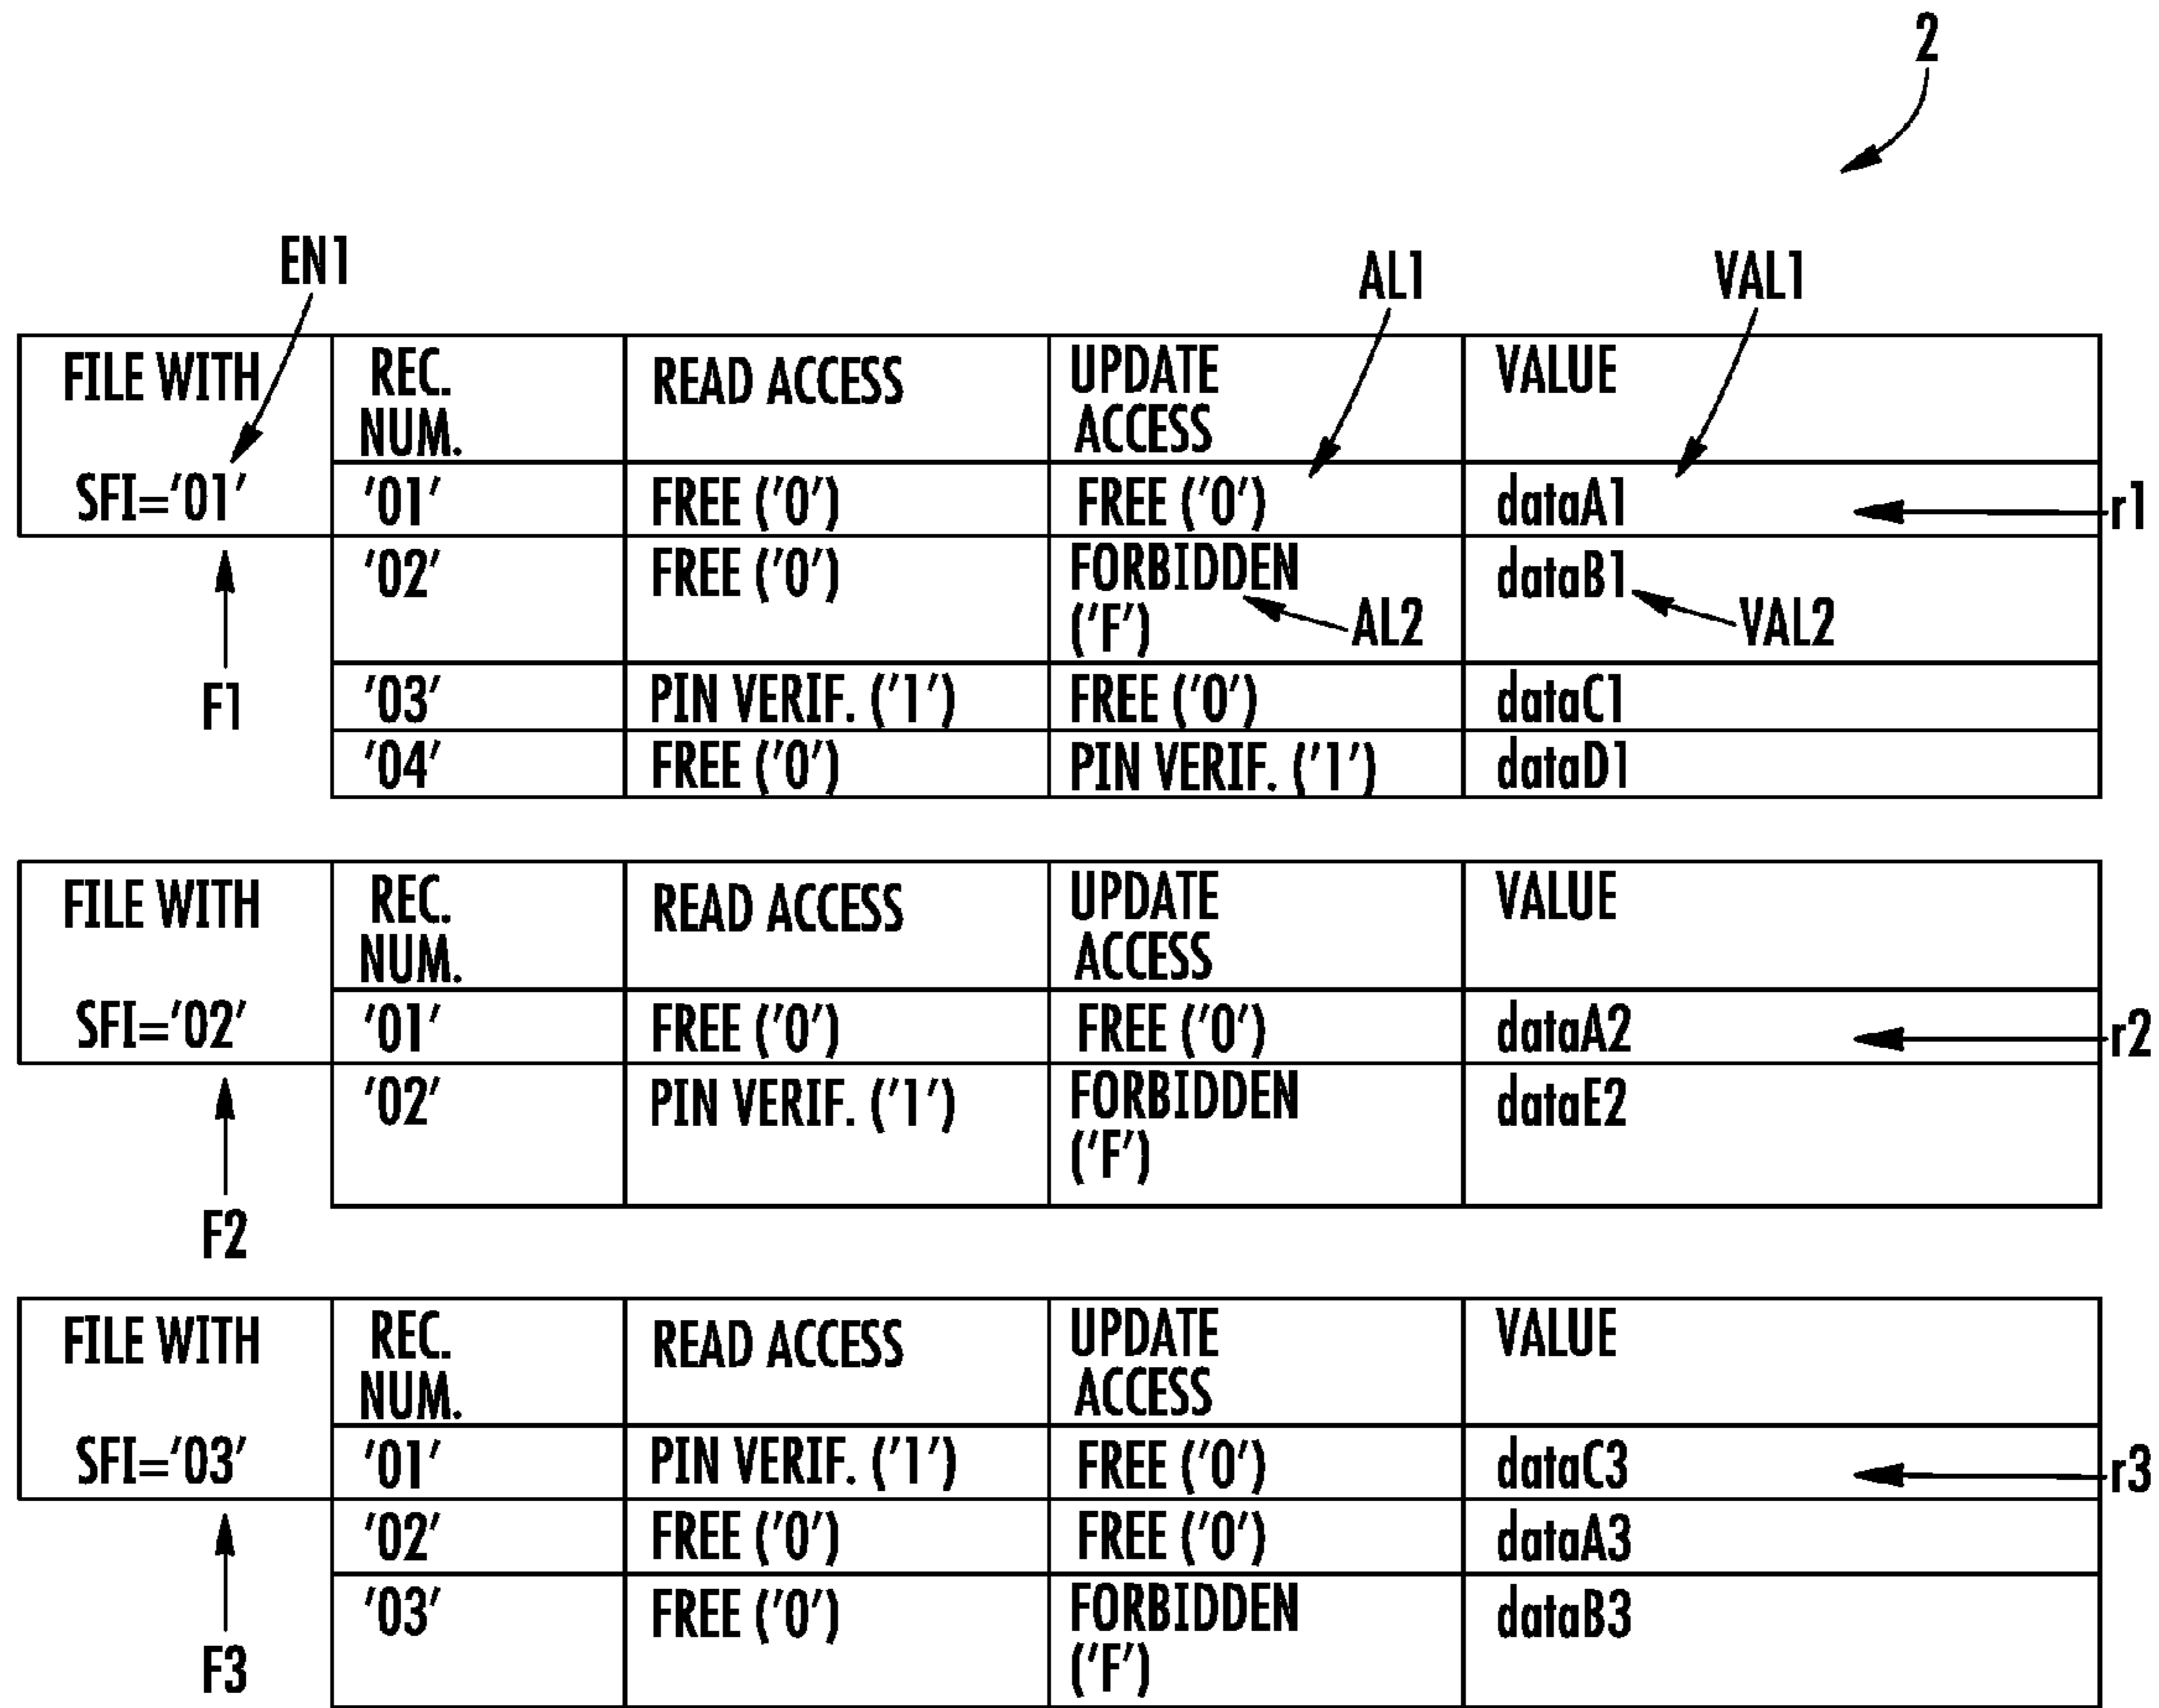 2
EN1 AL1 VAL1
FILE WITH REC. NUM. READ ACCESS UPDATE ACCESS VALUE
SFI='01' '01' FREE ('0') FREE ('0') dataA1 r1
'02' FREE ('0') FORBIDDEN ('F') dataB1
AL2 VAL2
F1 '03' PIN VERIF. ('1') FREE ('0') dataC1
'04' FREE ('0') PIN VERIF. ('1') dataD1
FILE WITH REC. NUM. READ ACCESS UPDATE ACCESS VALUE
SFI='02' '01' FREE ('0') FREE ('0') dataA2 r2
'02' PIN VERIF. ('1') FORBIDDEN ('F') dataE2
F2
FILE WITH REC. NUM. READ ACCESS UPDATE ACCESS VALUE
SFI='03' '01' PIN VERIF. ('1') FREE ('0') dataC3 r3
'02' FREE ('0') FREE ('0') dataA3
'03' FREE ('0') FORBIDDEN ('F') dataB3
F3